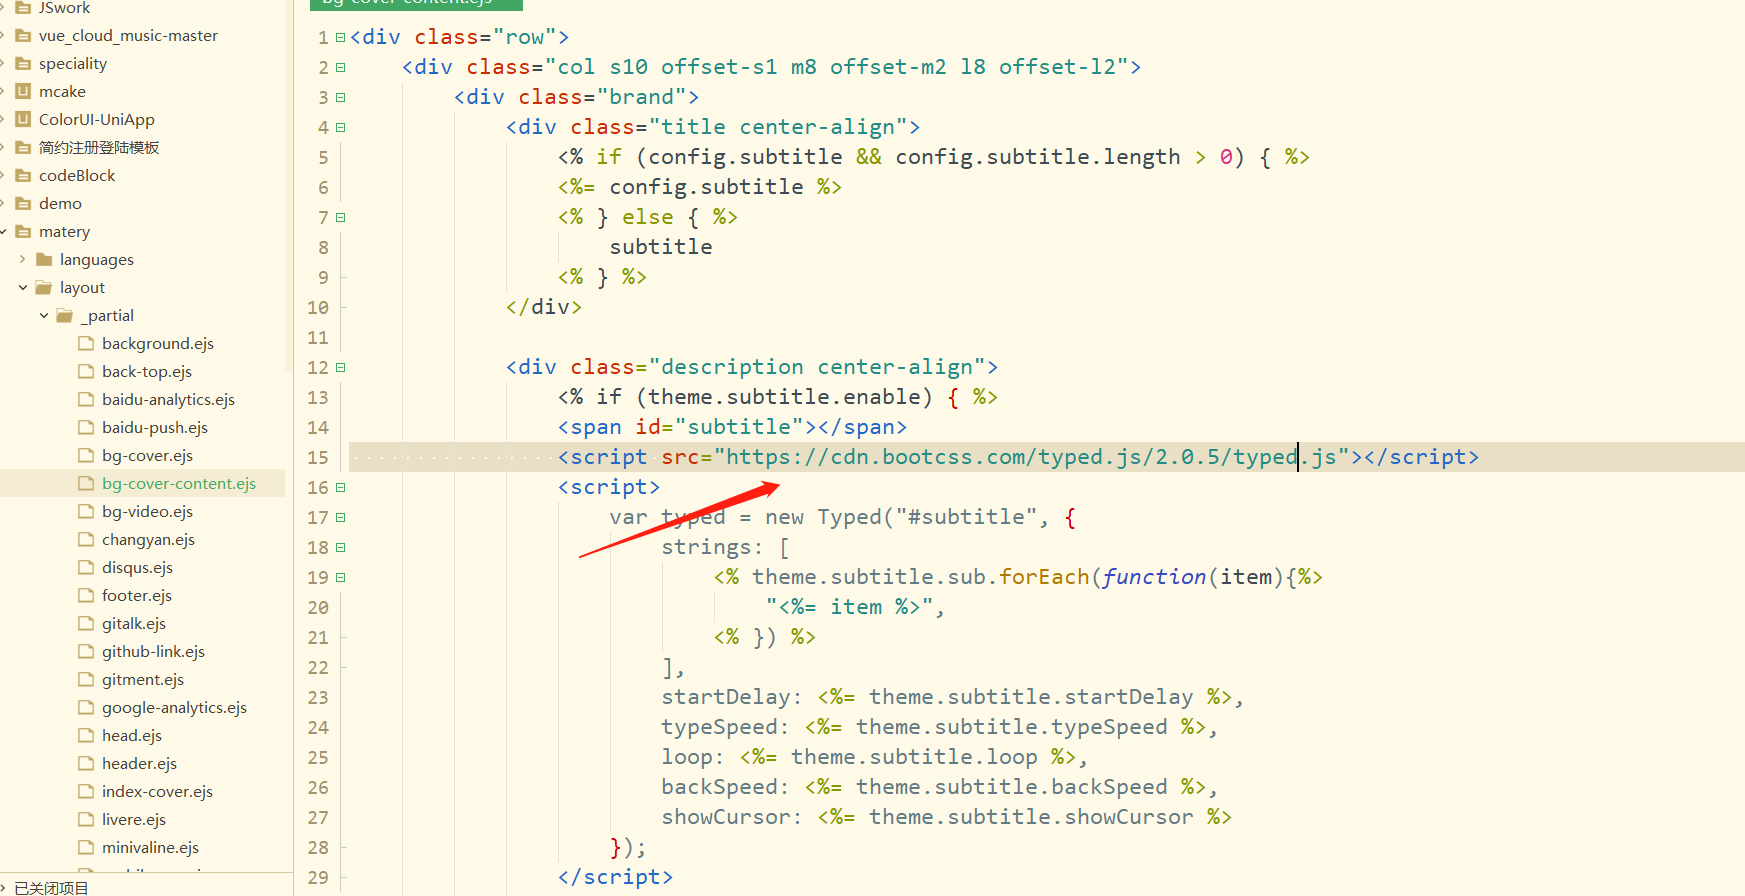 JSwork
vue_cloud_music-master
speciality
mcake
ColorUI-UniApp
简约注册登陆模板
codeBlock
demo
matery
languages
layout
_partial
background.ejs
back-top.ejs
baidu-analytics.ejs
baidu-push.ejs
bg-cover.ejs
bg-cover-content.ejs
bg-video.ejs
changyan.ejs
disqus.ejs
footer.ejs
gitalk.ejs
github-link.ejs
gitment.ejs
google-analytics.ejs
head.ejs
header.ejs
index-cover.ejs
livere.ejs
minivaline.ejs
已关闭项目
bg-cover-content.ejs
1 <div class="row">
2 <div class="col s10 offset-s1 m8 offset-m2 l8 offset-l2">
3 <div class="brand">
4 <div class="title center-align">
5 <% if (config.subtitle && config.subtitle.length > 0) { %>
6 <%= config.subtitle %>
7 <% } else { %>
8 subtitle
9 <% } %>
10 </div>
11
12 <div class="description center-align">
13 <% if (theme.subtitle.enable) { %>
14 <span id="subtitle"></span>
15 <script src="https://cdn.bootcss.com/typed.js/2.0.5/typed.js"></script>
16 <script>
17 var typed = new Typed("#subtitle", {
18 strings: [
19 <% theme.subtitle.sub.forEach(function(item){%>
20 "<%= item %>",
21 <% }) %>
22 ],
23 startDelay: <%= theme.subtitle.startDelay %>,
24 typeSpeed: <%= theme.subtitle.typeSpeed %>,
25 loop: <%= theme.subtitle.loop %>,
26 backSpeed: <%= theme.subtitle.backSpeed %>,
27 showCursor: <%= theme.subtitle.showCursor %>
28 });
29 </script>